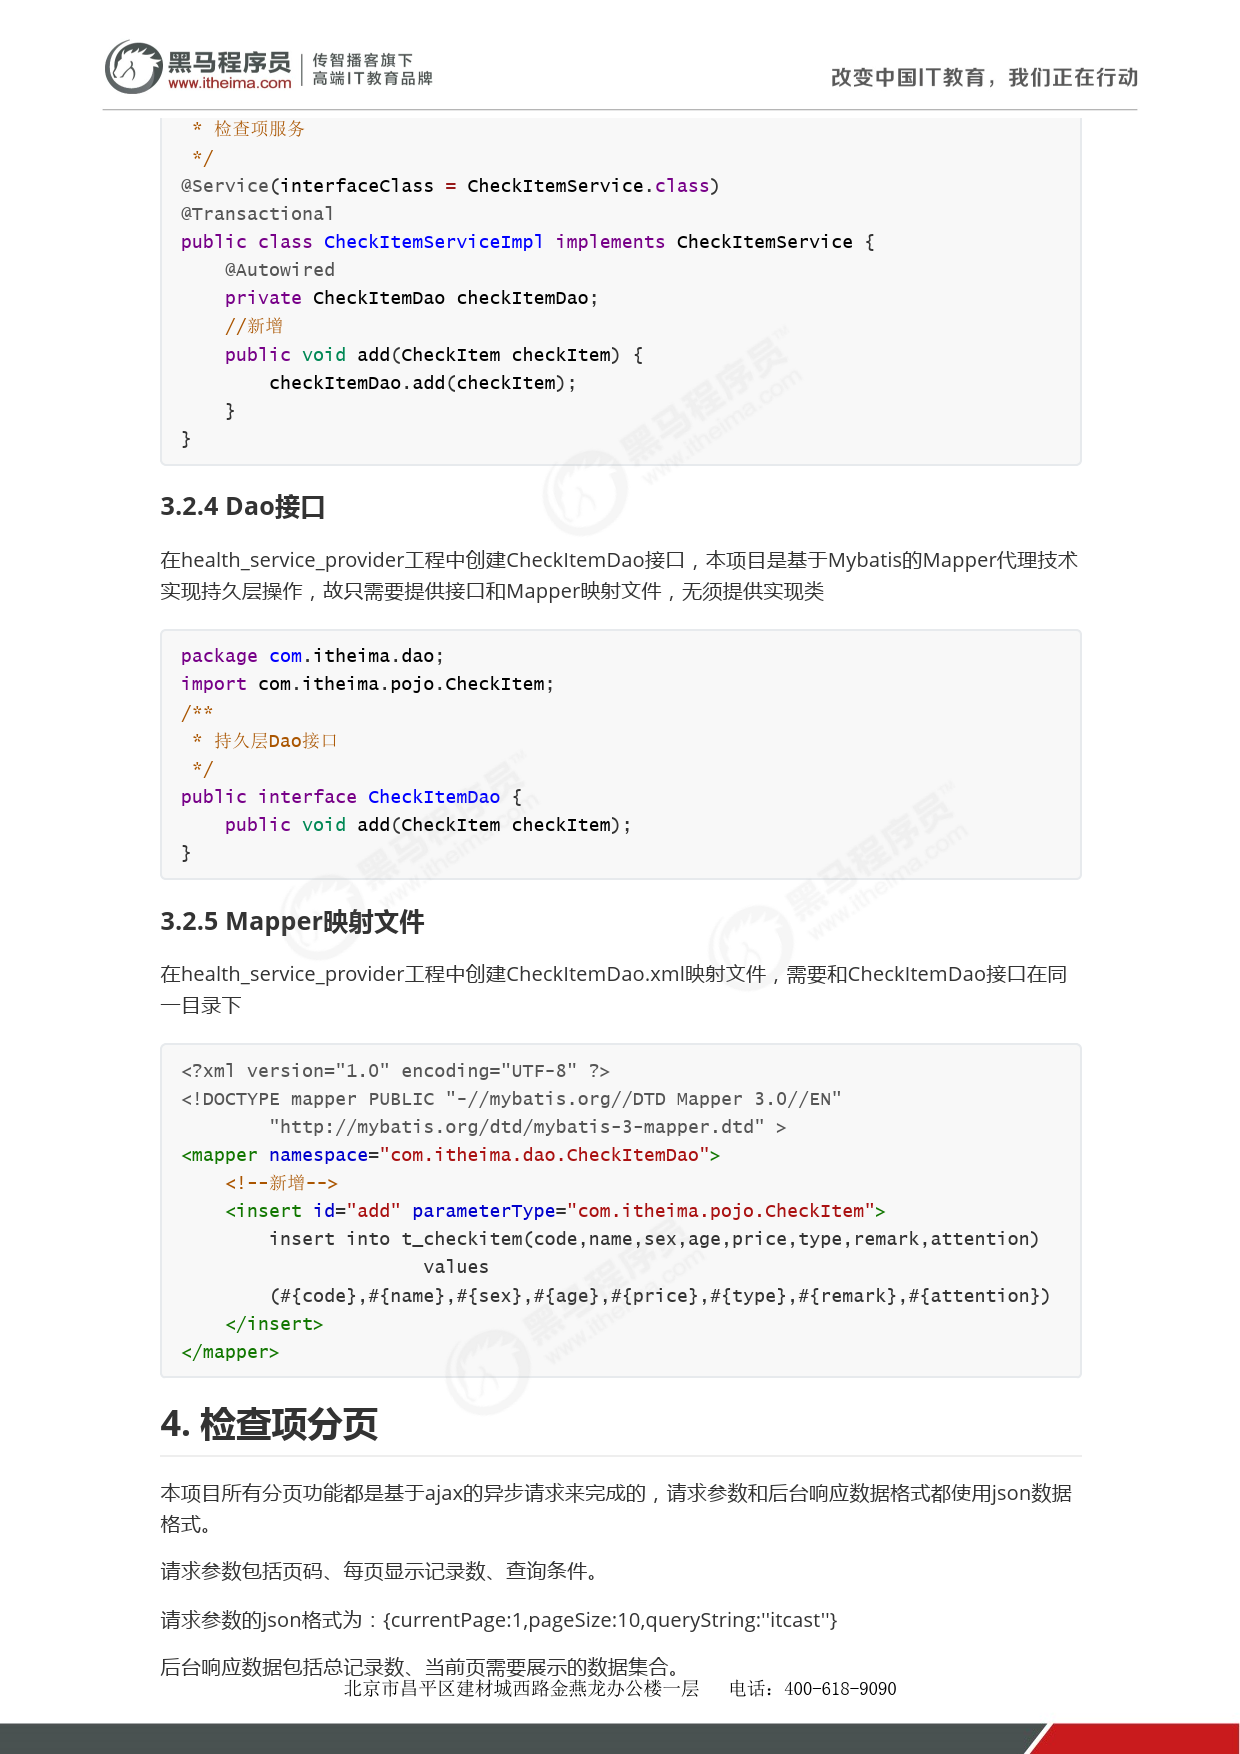 黑马程序员
www.itheima.com
传智播客旗下
高端IT教育品牌
改变中国IT教育，我们正在行动
 * 检查项服务
 */
@Service(interfaceClass = CheckItemService.class)
@Transactional
public class CheckItemServiceImpl implements CheckItemService {
    @Autowired
    private CheckItemDao checkItemDao;
    //新增
    public void add(CheckItem checkItem) {
        checkItemDao.add(checkItem);
    }
}
3.2.4 Dao接口
在health_service_provider工程中创建CheckItemDao接口，本项目是基于Mybatis的Mapper代理技术
实现持久层操作，故只需要提供接口和Mapper映射文件，无须提供实现类
package com.itheima.dao;
import com.itheima.pojo.CheckItem;
/**
 * 持久层Dao接口
 */
public interface CheckItemDao {
    public void add(CheckItem checkItem);
}
3.2.5 Mapper映射文件
在health_service_provider工程中创建CheckItemDao.xml映射文件，需要和CheckItemDao接口在同
一目录下
<?xml version="1.0" encoding="UTF-8" ?>
<!DOCTYPE mapper PUBLIC "-//mybatis.org//DTD Mapper 3.0//EN"
        "http://mybatis.org/dtd/mybatis-3-mapper.dtd" >
<mapper namespace="com.itheima.dao.CheckItemDao">
    <!--新增-->
    <insert id="add" parameterType="com.itheima.pojo.CheckItem">
        insert into t_checkitem(code,name,sex,age,price,type,remark,attention)
                      values
        (#{code},#{name},#{sex},#{age},#{price},#{type},#{remark},#{attention})
    </insert>
</mapper>
4. 检查项分页
本项目所有分页功能都是基于ajax的异步请求来完成的，请求参数和后台响应数据格式都使用json数据
格式。
请求参数包括页码、每页显示记录数、查询条件。
请求参数的json格式为：{currentPage:1,pageSize:10,queryString:''itcast''}
后台响应数据包括总记录数、当前页需要展示的数据集合。
北京市昌平区建材城西路金燕龙办公楼一层 电话：400-618-9090